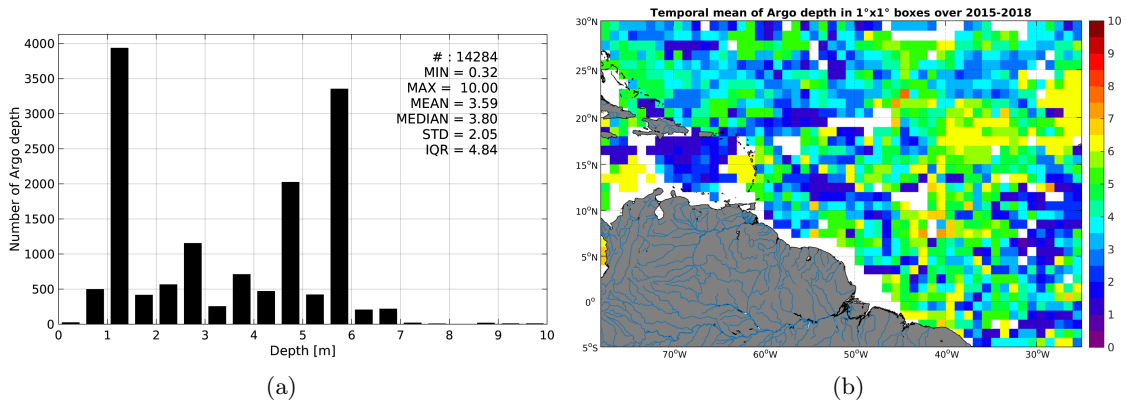 4000
3500
3000
2500
2000
1500
1000
500
0
Number of Argo depth
# : 14284
MIN = 0.32
MAX = 10.00
MEAN = 3.59
MEDIAN = 3.80
STD = 2.05
IQR = 4.84
0 1 2 3 4 5 6 7 8 9 10
Depth [m]
(a)
Temporal mean of Argo depth in 1°x1° boxes over 2015-2018
30°N
25°N
20°N
15°N
10°N
5°N
0°
5°S
70°W 60°W 50°W 40°W 30°W
10
9
8
7
6
5
4
3
2
1
0
(b)